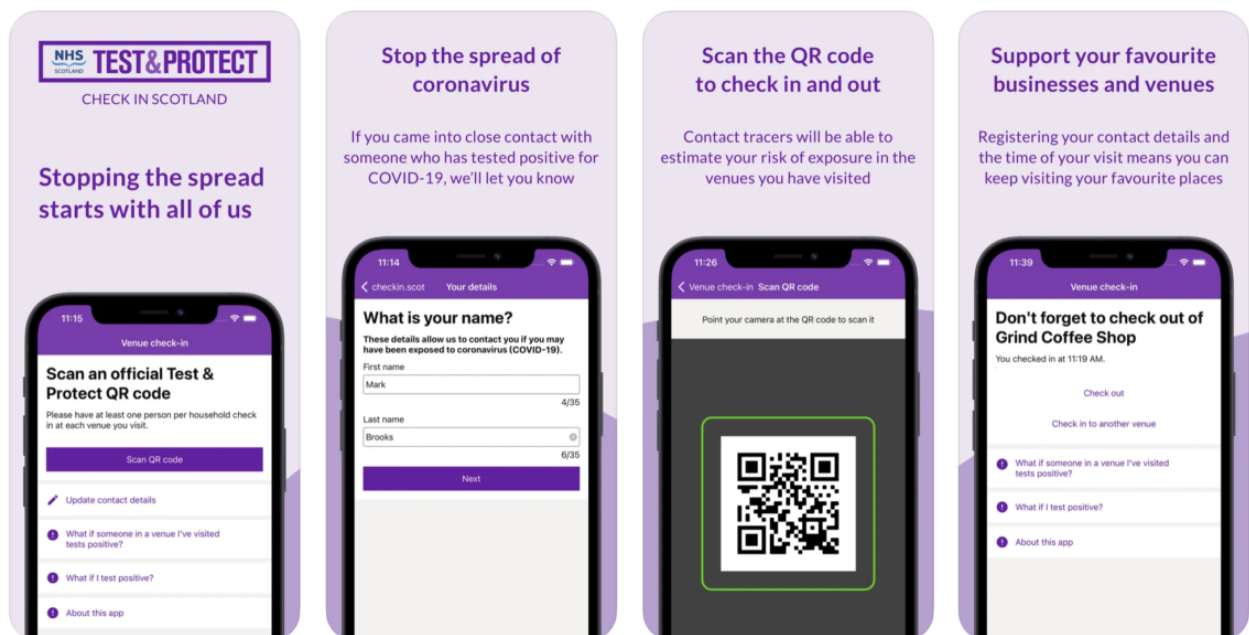 NHS
SCOTLAND
TEST&PROTECT
CHECK IN SCOTLAND
Stopping the spread
starts with all of us
11:15
Venue check-in
Scan an official Test &
Protect QR code
Please have at least one person per household check
in at each venue you visit.
Scan QR code
Update contact details
What if someone in a venue I've visited
tests positive?
What if I test positive?
About this app
Stop the spread of
coronavirus
If you came into close contact with
someone who has tested positive for
COVID-19, we'll let you know
11:14
checkin.scot
Your details
What is your name?
These details allow us to contact you if you may
have been exposed to coronavirus (COVID-19).
First name
Mark
4/35
Last name
Brooks
6/35
Next
Scan the QR code
to check in and out
Contact tracers will be able to
estimate your risk of exposure in the
venues you have visited
11:26
Venue check-in Scan QR code
Point your camera at the QR code to scan it
Support your favourite
businesses and venues
Registering your contact details and
the time of your visit means you can
keep visiting your favourite places
11:39
Venue check-in
Don't forget to check out of
Grind Coffee Shop
You checked in at 11:19 AM.
Check out
Check in to another venue
What if someone in a venue I've visited
tests positive?
What if I test positive?
About this app